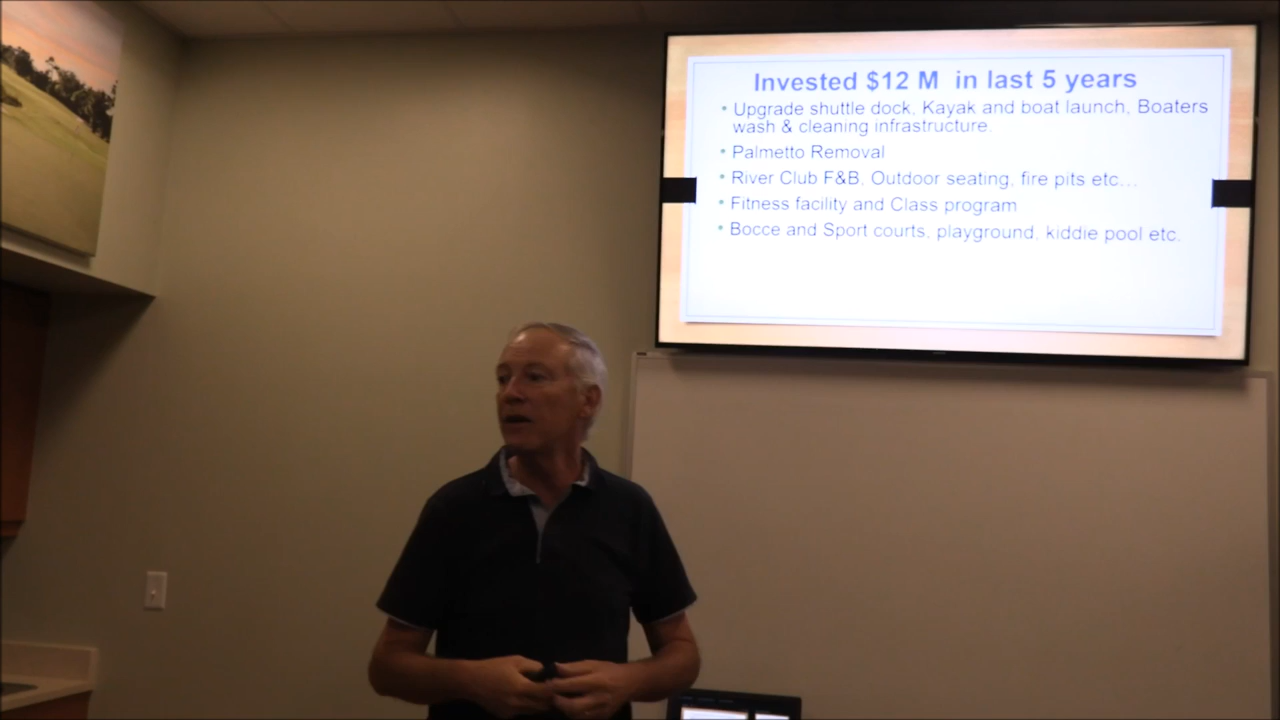 Invested $12 M in last 5 years
• Upgrade shuttle dock, Kayak and boat launch, Boaters
wash & cleaning infrastructure.
• Palmetto Removal
• River Club F&B, Outdoor seating, fire pits etc...
• Fitness facility and Class program
• Bocce and Sport courts, playground, kiddie pool etc.